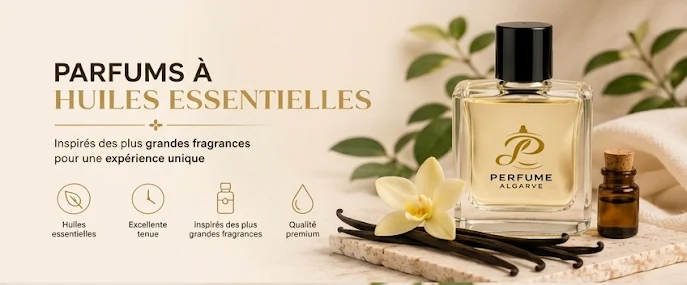 PARFUMS À
HUILES ESSENTIELLES
Inspirés des plus grandes fragrances
pour une expérience unique
Huiles
essentielles
Excellente
tenue
Inspirés des plus
grandes fragrances
Qualité
premium
PERFUME
ALGARVE